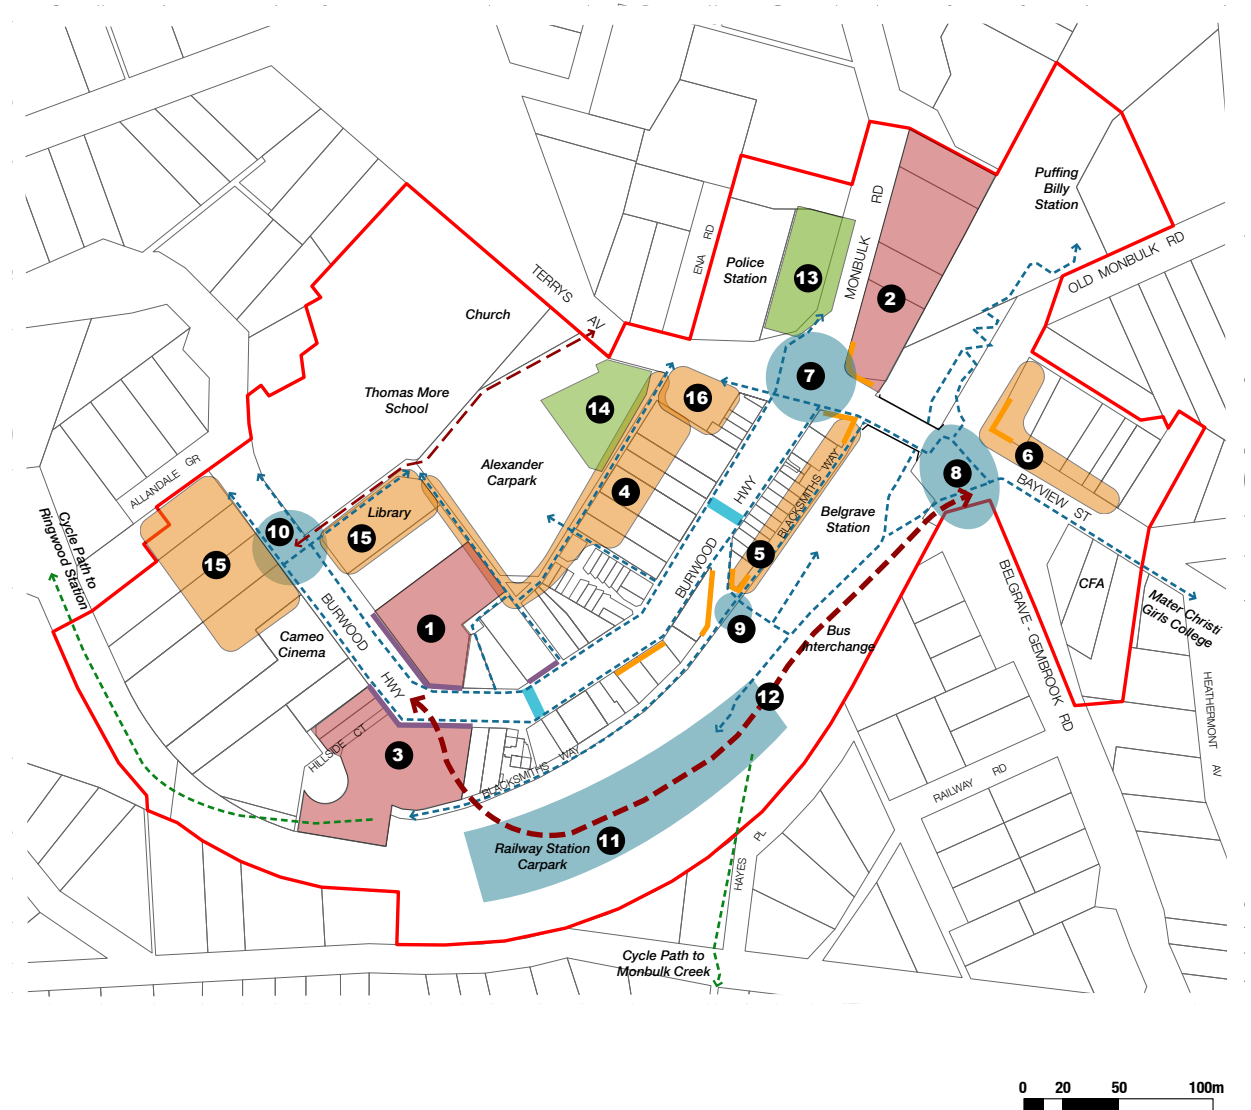 Puffing
Billy
Station
RD
MONBULK
ENA RD
Police
Station
13
2
OLD MONBULK RD
TERRYS
AV
Church
7
Thomas More
School
16
14
6
ALLANDALE GR
Alexander
Carpark
4
HWY
BLACKSMITHS WAY
8
BAYVIEW ST
Cycle Path to
Ringwood Station
Library
10
15
Belgrave
Station
15
5
BURWOOD
CFA
Mater Christi
Girls College
BURWOOD
Cameo
Cinema
1
9
Bus
Interchange
BELGRAVE - GEMBROOK RD
HWY
12
HEATHERMONT
AV
HILLSIDE CT
3
BLACKSMITHS WAY
RAILWAY RD
Railway Station
Carpark
11
HAYES PL
Cycle Path to
Monbulk Creek
0 20 50 100m